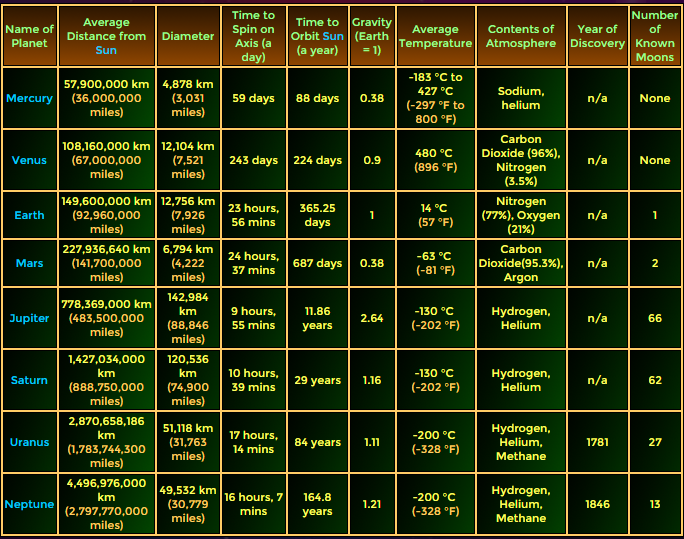 Name of Planet | Average Distance from Sun | Diameter | Time to Spin on Axis (a day) | Time to Orbit Sun (a year) | Gravity (Earth = 1) | Average Temperature | Contents of Atmosphere | Year of Discovery | Number of Known Moons
Mercury | 57,900,000 km (36,000,000 miles) | 4,878 km (3,031 miles) | 59 days | 88 days | 0.38 | -183 °C to 427 °C (-297 °F to 800 °F) | Sodium, helium | n/a | None
Venus | 108,160,000 km (67,000,000 miles) | 12,104 km (7,521 miles) | 243 days | 224 days | 0.9 | 480 °C (896 °F) | Carbon Dioxide (96%), Nitrogen (3.5%) | n/a | None
Earth | 149,600,000 km (92,960,000 miles) | 12,756 km (7,926 miles) | 23 hours, 56 mins | 365.25 days | 1 | 14 °C (57 °F) | Nitrogen (77%), Oxygen (21%) | n/a | 1
Mars | 227,936,640 km (141,700,000 miles) | 6,794 km (4,222 miles) | 24 hours, 37 mins | 687 days | 0.38 | -63 °C (-81 °F) | Carbon Dioxide(95.3%), Argon | n/a | 2
Jupiter | 778,369,000 km (483,500,000 miles) | 142,984 km (88,846 miles) | 9 hours, 55 mins | 11.86 years | 2.64 | -130 °C (-202 °F) | Hydrogen, Helium | n/a | 66
Saturn | 1,427,034,000 km (888,750,000 miles) | 120,536 km (74,900 miles) | 10 hours, 39 mins | 29 years | 1.16 | -130 °C (-202 °F) | Hydrogen, Helium | n/a | 62
Uranus | 2,870,658,186 km (1,783,744,300 miles) | 51,118 km (31,763 miles) | 17 hours, 14 mins | 84 years | 1.11 | -200 °C (-328 °F) | Hydrogen, Helium, Methane | 1781 | 27
Neptune | 4,496,976,000 km (2,797,770,000 miles) | 49,532 km (30,779 miles) | 16 hours, 7 mins | 164.8 years | 1.21 | -200 °C (-328 °F) | Hydrogen, Helium, Methane | 1846 | 13